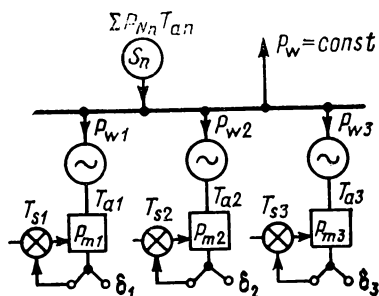 Σ P_Nn T_an
S_n
P_w = const
P_w1 P_w2 P_w3
~ ~ ~
T_s1 T_a1 T_s2 T_a2 T_s3 T_a3
P_m1 P_m2 P_m3
δ_1 δ_2 δ_3